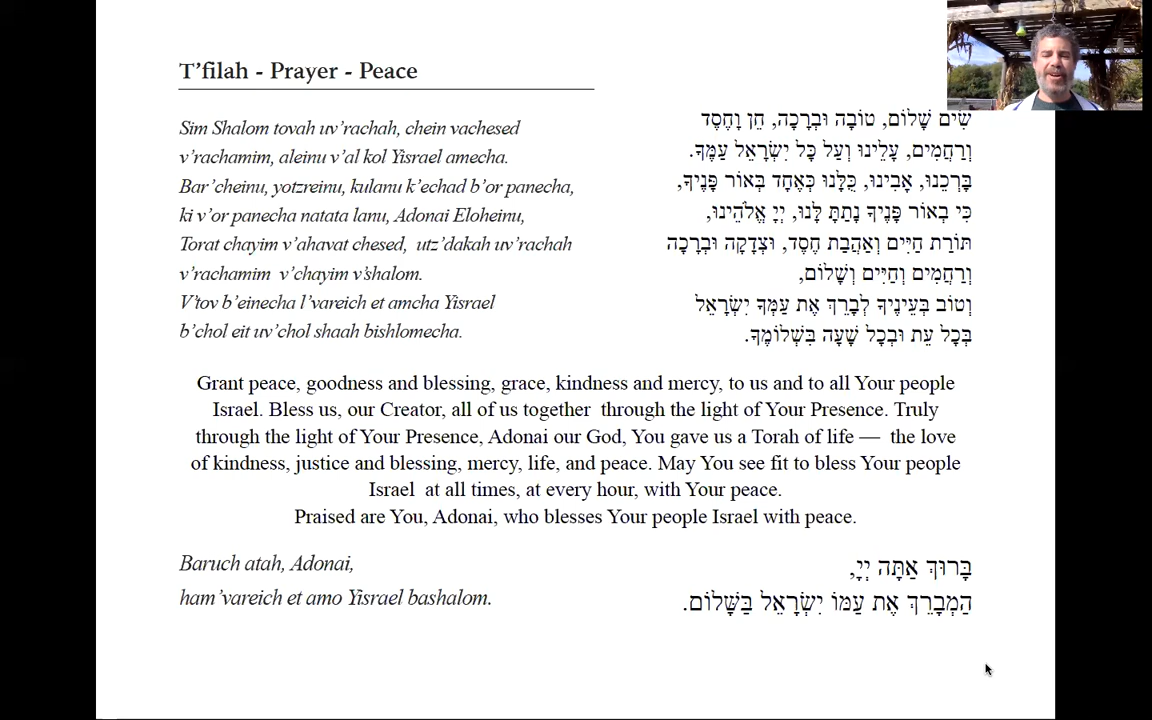 T'filah - Prayer - Peace
Sim Shalom tovah uv'rachah, chein vachesed
v'rachamim, aleinu v'al kol Yisrael amecha.
Bar'cheinu, yotzreinu, kulanu k'echad b'or panecha,
ki v'or panecha natata lanu, Adonai Eloheinu,
Torat chayim v'ahavat chesed, utz'dakah uv'rachah
v'rachamim v'chayim v'shalom.
V'tov b'einecha l'vareich et amcha Yisrael
b'chol eit uv'chol shaah bishlomecha.
שִׂים שָׁלוֹם, טוֹבָה וּבְרָכָה, חֵן וָחֶסֶד
וְרַחֲמִים, עָלֵינוּ וְעַל כָּל יִשְׂרָאֵל עַמֶּךָ.
בָּרְכֵנוּ, אָבִינוּ, כֻּלָּנוּ כְּאֶחָד בְּאוֹר פָּנֶיךָ,
כִּי בְאוֹר פָּנֶיךָ נָתַתָּ לָּנוּ, יְיָ אֱלֹהֵינוּ,
תּוֹרַת חַיִּים וְאַהֲבַת חֶסֶד, וּצְדָקָה וּבְרָכָה
וְרַחֲמִים וְחַיִּים וְשָׁלוֹם,
וְטוֹב בְּעֵינֶיךָ לְבָרֵךְ אֶת עַמְּךָ יִשְׂרָאֵל
בְּכָל עֵת וּבְכָל שָׁעָה בִּשְׁלוֹמֶךָ.
Grant peace, goodness and blessing, grace, kindness and mercy, to us and to all Your people
Israel. Bless us, our Creator, all of us together through the light of Your Presence. Truly
through the light of Your Presence, Adonai our God, You gave us a Torah of life — the love
of kindness, justice and blessing, mercy, life, and peace. May You see fit to bless Your people
Israel at all times, at every hour, with Your peace.
Praised are You, Adonai, who blesses Your people Israel with peace.
Baruch atah, Adonai,
ham'vareich et amo Yisrael bashalom.
בָּרוּךְ אַתָּה יְיָ,
הַמְבָרֵךְ אֶת עַמּוֹ יִשְׂרָאֵל בַּשָּׁלוֹם.